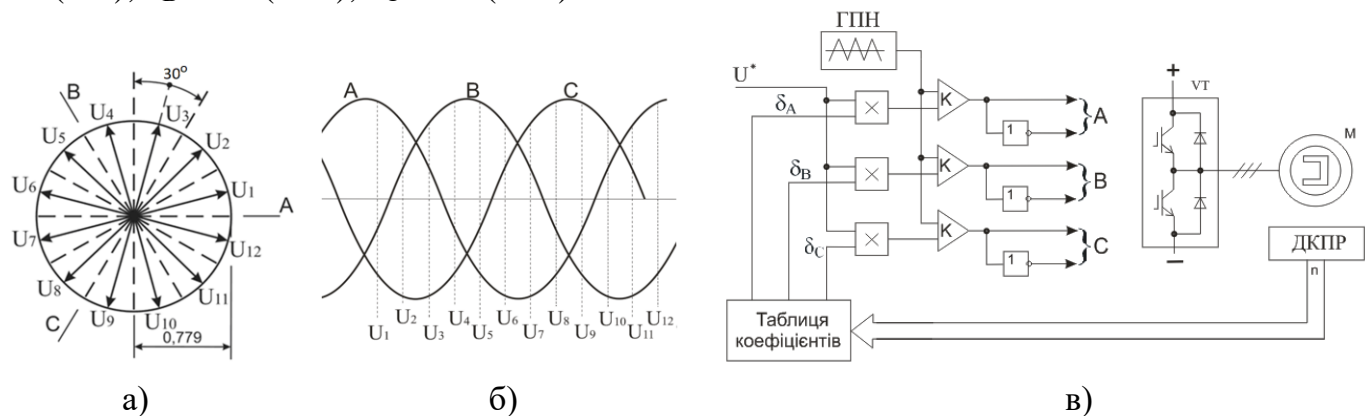 30°
B
U4
U3
U5
U2
U6
U1
A
U7
U12
U8
U11
C
U9
U10
0,779
а)
A
B
C
U1
U2
U3
U4
U5
U6
U7
U8
U9
U10
U11
U12
б)
ГПН
U*
δA
K
1
A
δB
K
1
B
δC
K
1
C
+
VT
M
ДКПР
n
Таблиця
коефіцієнтів
в)